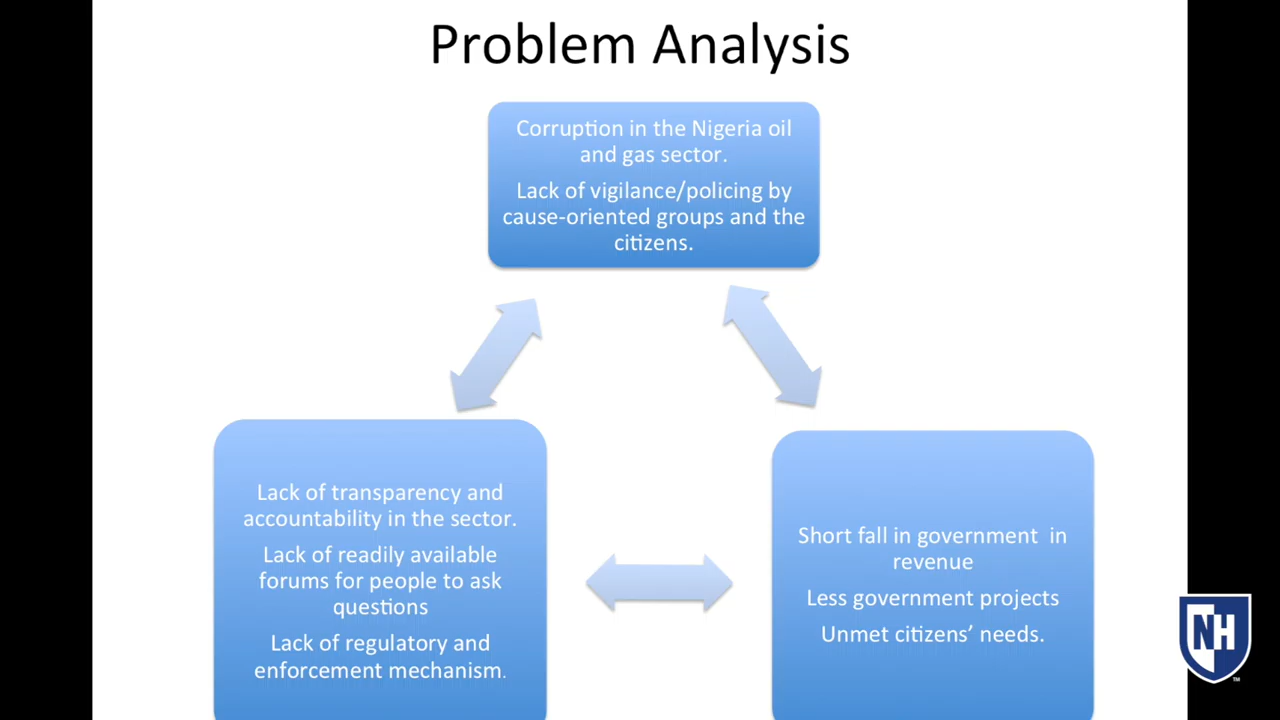 Problem Analysis
Corruption in the Nigeria oil
and gas sector.
Lack of vigilance/policing by
cause-oriented groups and the
citizens.
Lack of transparency and
accountability in the sector.
Lack of readily available
forums for people to ask
questions
Lack of regulatory and
enforcement mechanism.
Short fall in government  in
revenue
Less government projects
Unmet citizens’ needs.
NH
TM